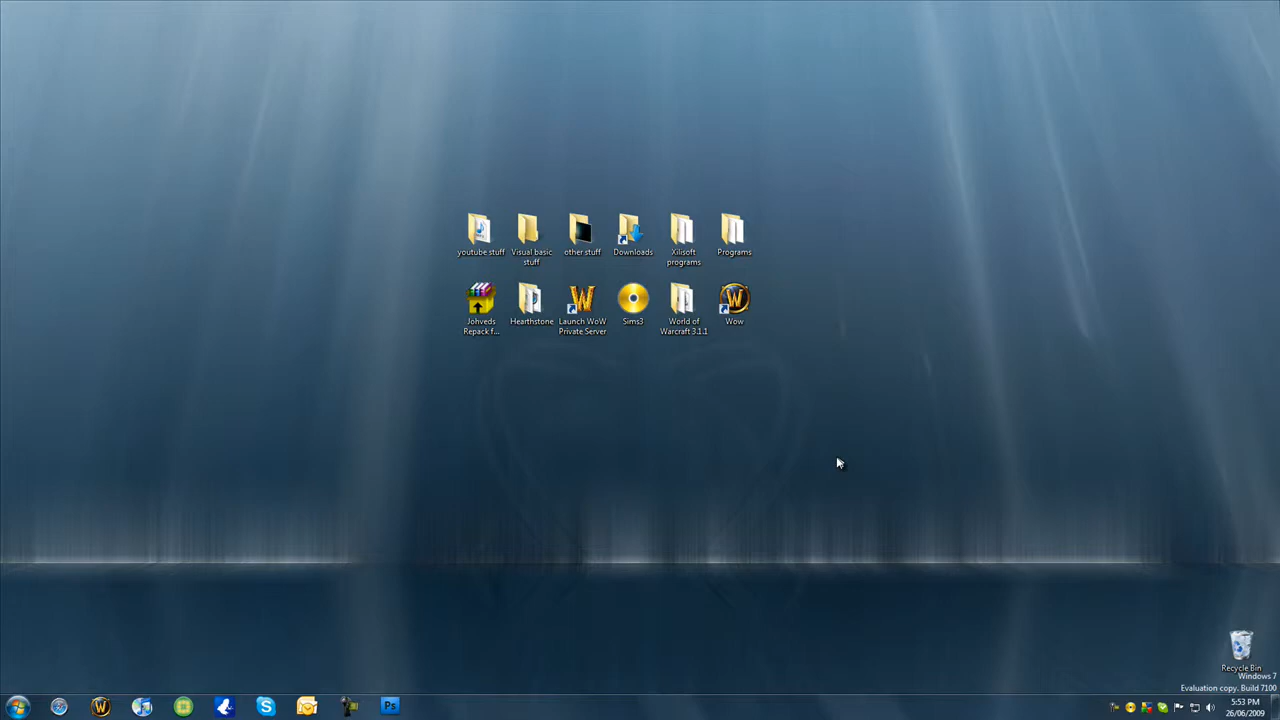 youtube stuff
Visual basic stuff
other stuff
Downloads
Xilisoft programs
Programs
Johveds Repack f...
Hearthstone
Launch WoW Private Server
Sims3
World of Warcraft 3.1.1
Wow
Recycle Bin
Windows 7
Evaluation copy. Build 7100
Ps
5:53 PM
26/06/2009